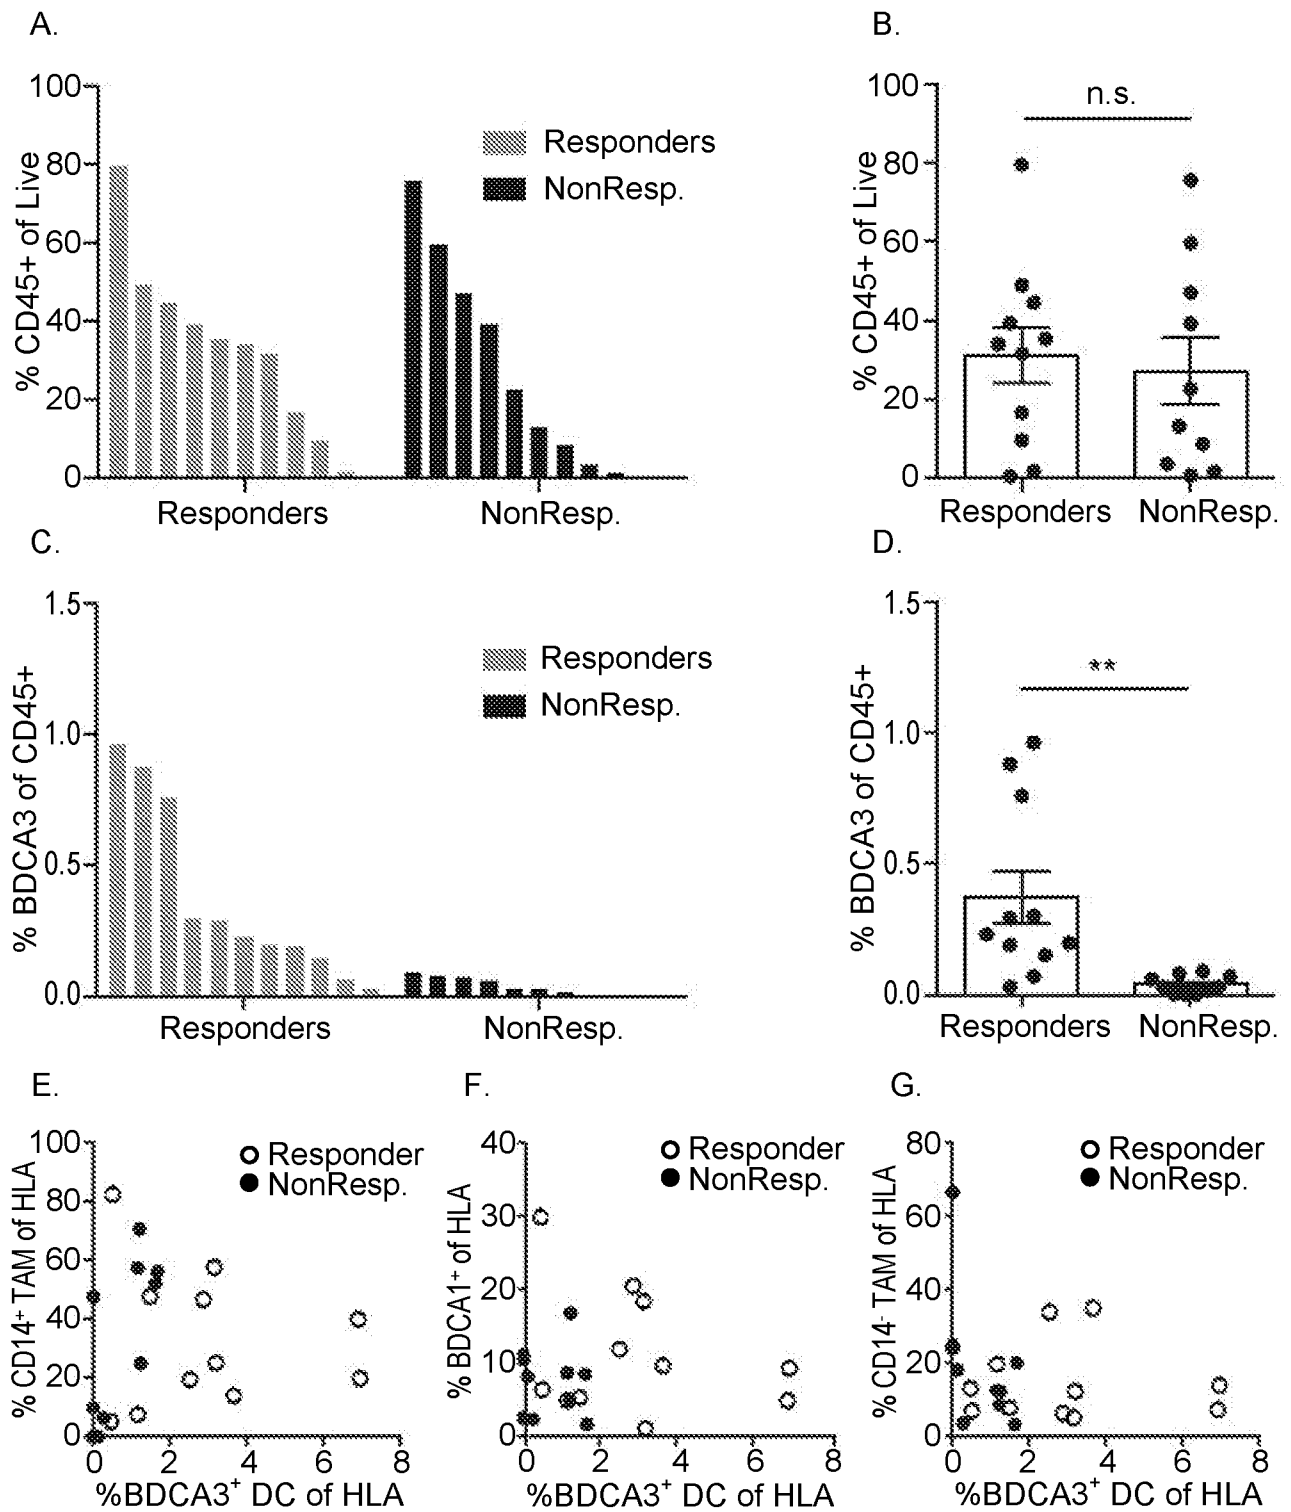 A.
% CD45+ of Live
100
80
60
40
20
0
Responders
NonResp.
Responders
NonResp.
B.
% CD45+ of Live
100
80
60
40
20
0
n.s.
Responders
NonResp.
C.
% BDCA3 of CD45+
1.5
1.0
0.5
0.0
Responders
NonResp.
Responders
NonResp.
D.
% BDCA3 of CD45+
1.5
1.0
0.5
0.0
**
Responders
NonResp.
E.
% CD14⁺ TAM of HLA
100
80
60
40
20
0
Responder
NonResp.
0 2 4 6 8
%BDCA3⁺ DC of HLA
F.
% BDCA1⁺ of HLA
40
30
20
10
0
Responder
NonResp.
0 2 4 6 8
%BDCA3⁺ DC of HLA
G.
% CD14⁻ TAM of HLA
80
60
40
20
0
Responder
NonResp.
0 2 4 6 8
%BDCA3⁺ DC of HLA